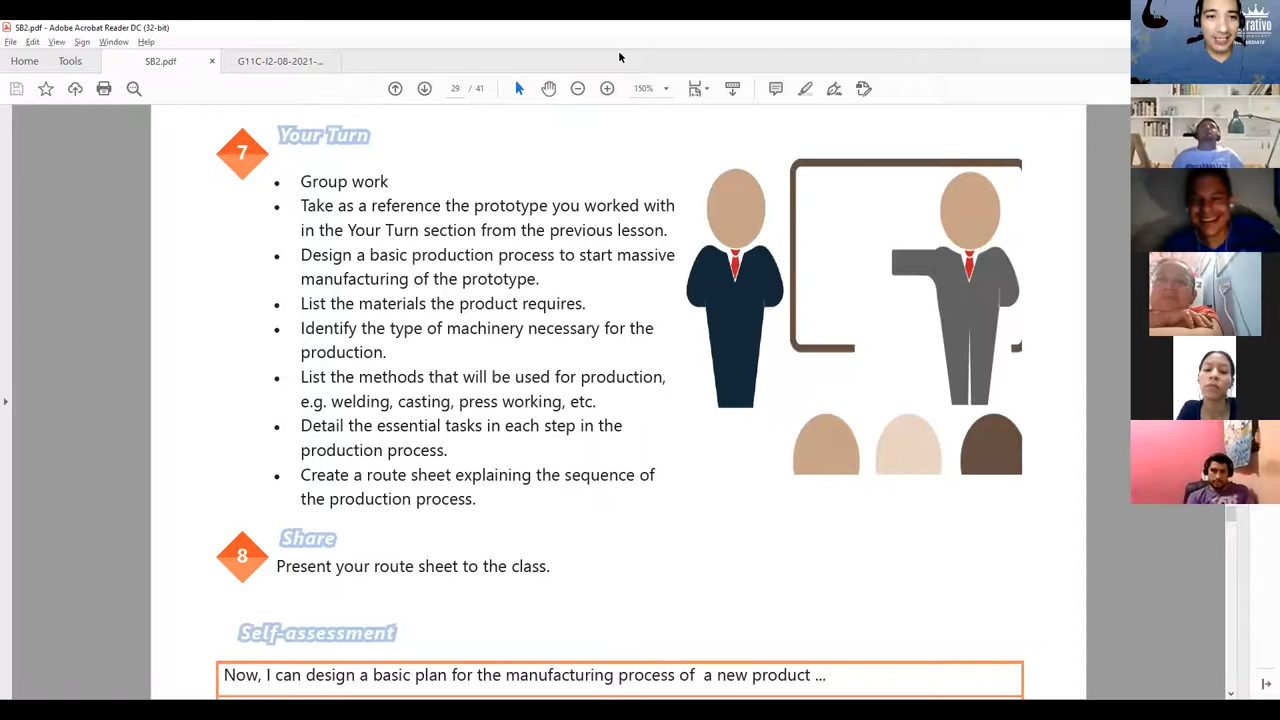 SB2.pdf - Adobe Acrobat Reader DC (32-bit)
File Edit View Sign Window Help
Home Tools SB2.pdf × G11C-I2-08-2021-...
29 / 41 150%
7 Your Turn
• Group work
• Take as a reference the prototype you worked with
in the Your Turn section from the previous lesson.
• Design a basic production process to start massive
manufacturing of the prototype.
• List the materials the product requires.
• Identify the type of machinery necessary for the
production.
• List the methods that will be used for production,
e.g. welding, casting, press working, etc.
• Detail the essential tasks in each step in the
production process.
• Create a route sheet explaining the sequence of
the production process.
8 Share
Present your route sheet to the class.
Self-assessment
Now, I can design a basic plan for the manufacturing process of  a new product ...